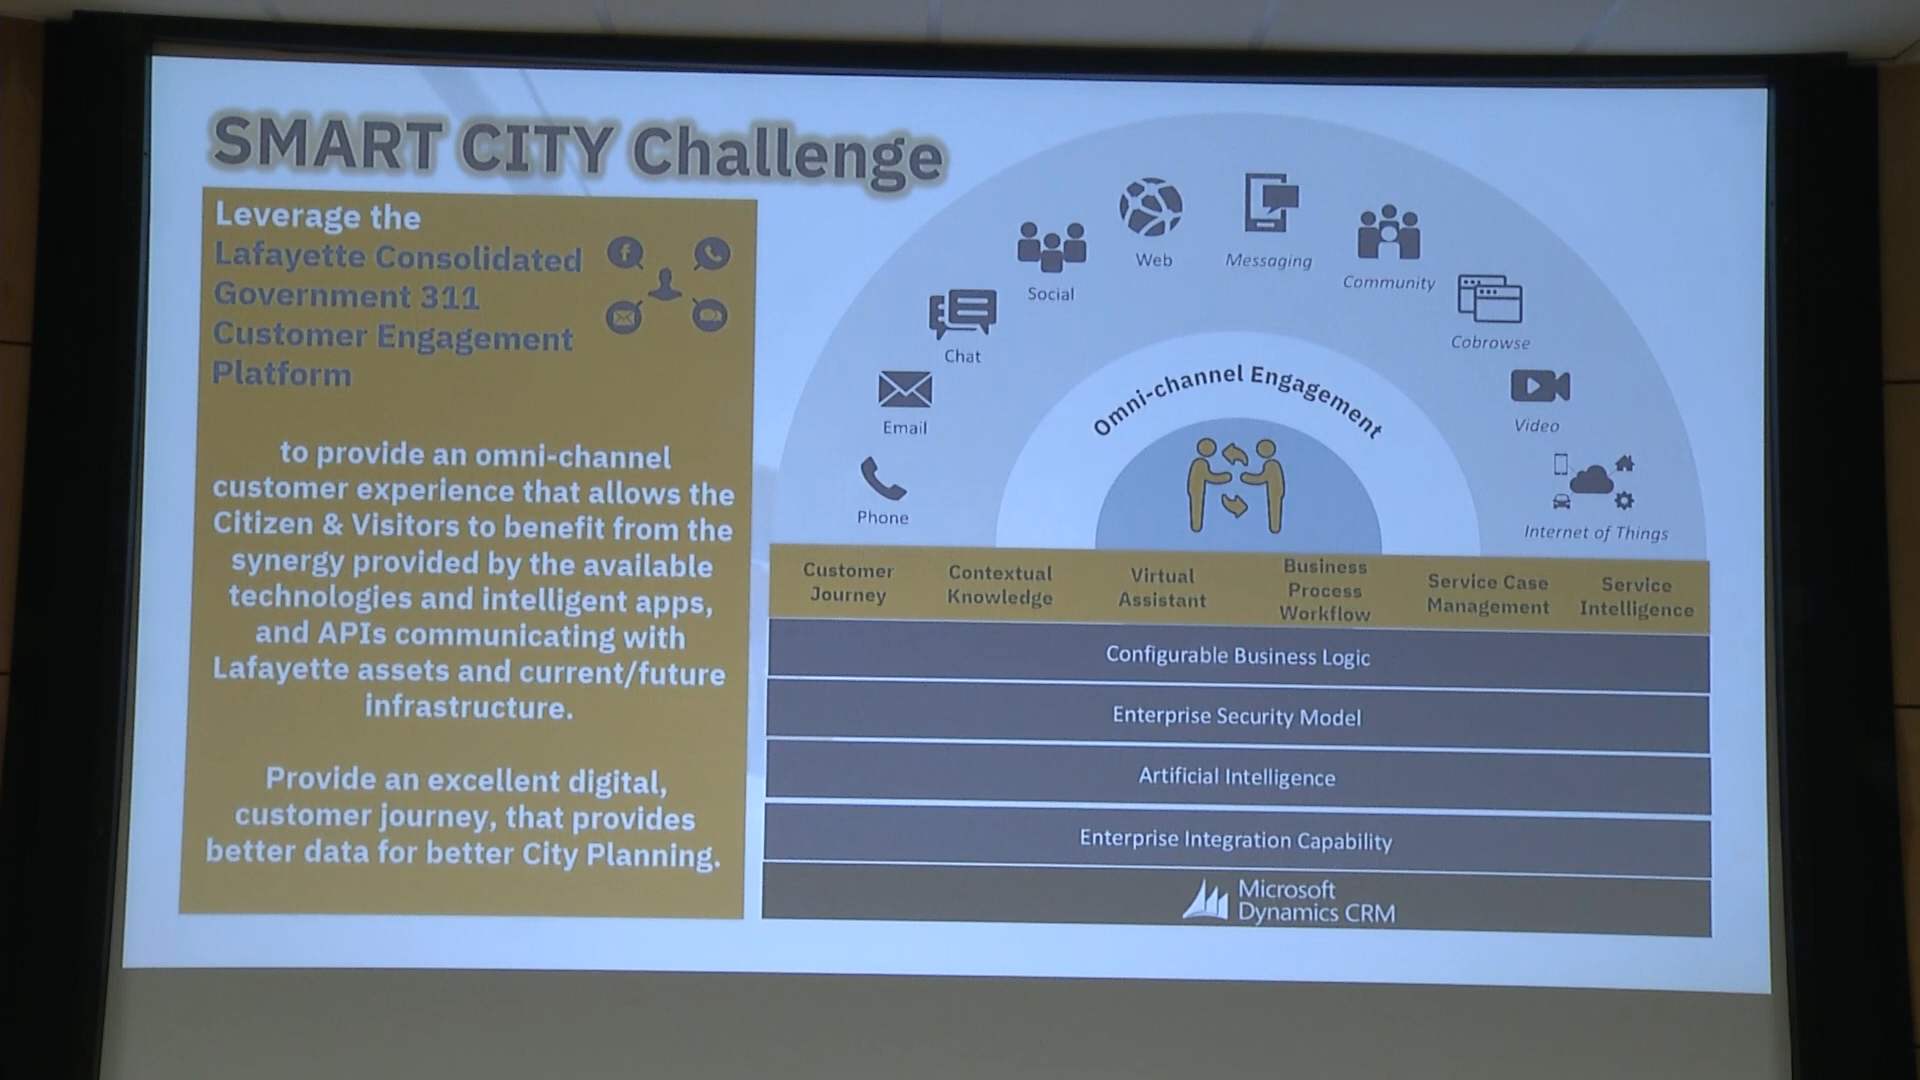 SMART CITY Challenge
Leverage the
Lafayette Consolidated
Government 311
Customer Engagement
Platform
to provide an omni-channel
customer experience that allows the
Citizen & Visitors to benefit from the
synergy provided by the available
technologies and intelligent apps,
and APIs communicating with
Lafayette assets and current/future
infrastructure.
Provide an excellent digital,
customer journey, that provides
better data for better City Planning.
Phone
Email
Chat
Social
Web
Messaging
Community
Cobrowse
Video
Internet of Things
Omni-channel Engagement
Customer
Journey
Contextual
Knowledge
Virtual
Assistant
Business
Process
Workflow
Service Case
Management
Service
Intelligence
Configurable Business Logic
Enterprise Security Model
Artificial Intelligence
Enterprise Integration Capability
Microsoft
Dynamics CRM